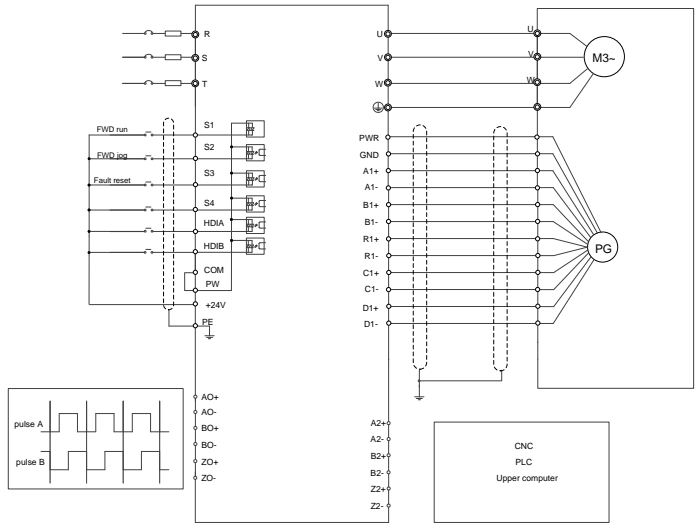 R
S
T
U
V
W
U
V
W
M3~
FWD run
FWD jog
Fault reset
S1
S2
S3
S4
HDIA
HDIB
COM
PW
+24V
PE
PWR
GND
A1+
A1-
B1+
B1-
R1+
R1-
C1+
C1-
D1+
D1-
PG
pulse A
pulse B
AO+
AO-
BO+
BO-
ZO+
ZO-
A2+
A2-
B2+
B2-
Z2+
Z2-
CNC
PLC
Upper computer